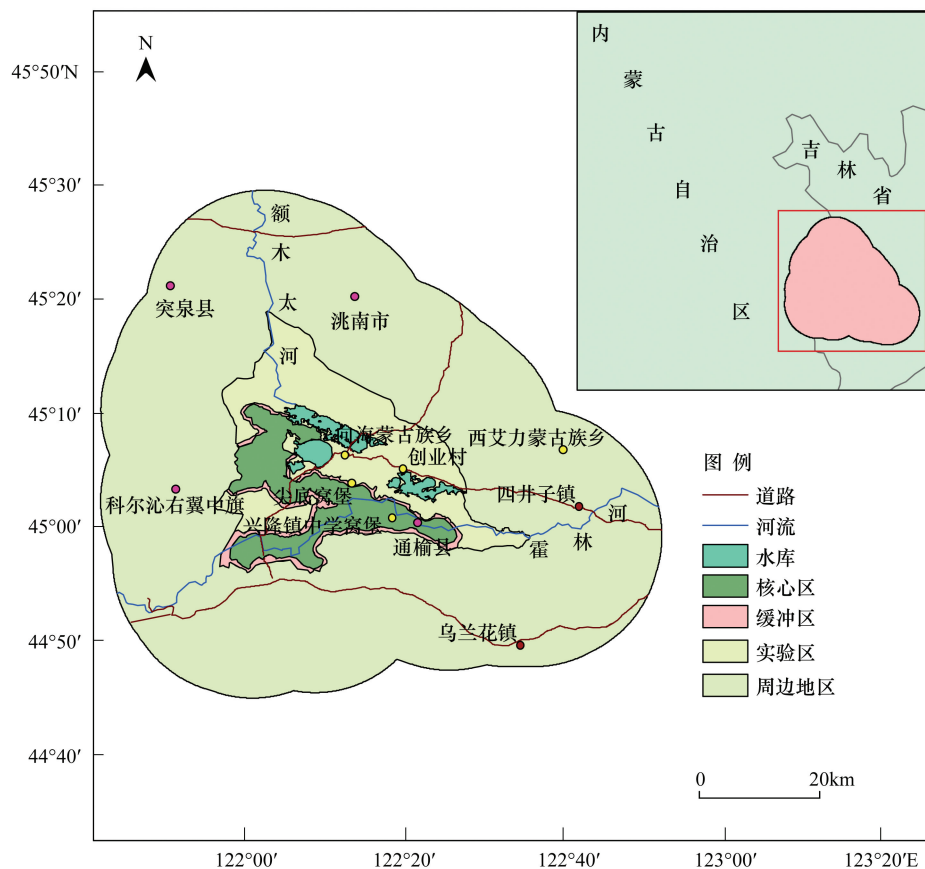 N
45°50′N
45°30′
45°20′
45°10′
45°00′
44°50′
44°40′
122°00′
122°20′
122°40′
123°00′
123°20′E
内蒙古自治区
吉林省
额木太河
突泉县
洮南市
向海蒙古族乡
西艾力蒙古族乡
创业村
尖底窝堡
四井子镇
科尔沁右翼中旗
兴隆镇中学窝堡
通榆县
霍林河
乌兰花镇
图例
道路
河流
水库
核心区
缓冲区
实验区
周边地区
0 20km